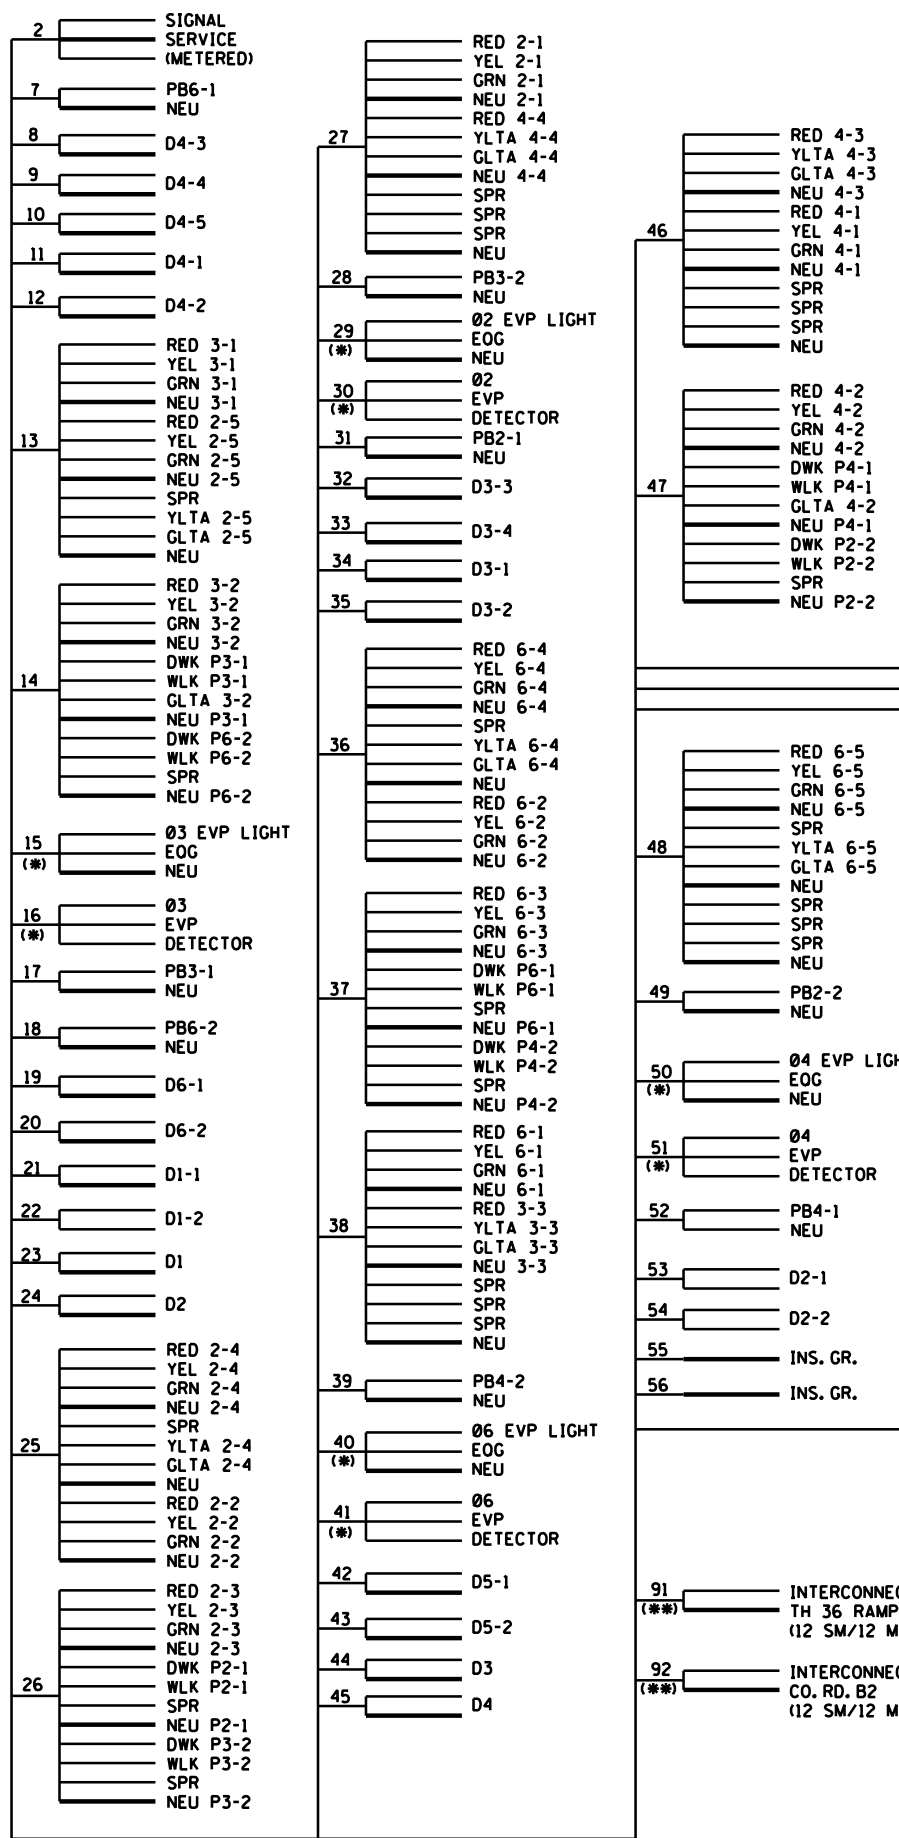 2
SIGNAL
SERVICE
(METERED)
7
PB6-1
NEU
8
D4-3
9
D4-4
10
D4-5
11
D4-1
12
D4-2
13
RED 3-1
YEL 3-1
GRN 3-1
NEU 3-1
RED 2-5
YEL 2-5
GRN 2-5
NEU 2-5
SPR
YLTA 2-5
GLTA 2-5
NEU
14
RED 3-2
YEL 3-2
GRN 3-2
NEU 3-2
DWK P3-1
WLK P3-1
GLTA 3-2
NEU P3-1
DWK P6-2
WLK P6-2
SPR
NEU P6-2
15
(*)
Ø3 EVP LIGHT
EOG
NEU
16
(*)
Ø3
EVP
DETECTOR
17
PB3-1
NEU
18
PB6-2
NEU
19
D6-1
20
D6-2
21
D1-1
22
D1-2
23
D1
24
D2
25
RED 2-4
YEL 2-4
GRN 2-4
NEU 2-4
SPR
YLTA 2-4
GLTA 2-4
NEU
RED 2-2
YEL 2-2
GRN 2-2
NEU 2-2
26
RED 2-3
YEL 2-3
GRN 2-3
NEU 2-3
DWK P2-1
WLK P2-1
SPR
NEU P2-1
DWK P3-2
WLK P3-2
SPR
NEU P3-2
27
RED 2-1
YEL 2-1
GRN 2-1
NEU 2-1
RED 4-4
YLTA 4-4
GLTA 4-4
NEU 4-4
SPR
SPR
SPR
NEU
28
PB3-2
NEU
29
(*)
Ø2 EVP LIGHT
EOG
NEU
30
(*)
Ø2
EVP
DETECTOR
31
PB2-1
NEU
32
D3-3
33
D3-4
34
D3-1
35
D3-2
36
RED 6-4
YEL 6-4
GRN 6-4
NEU 6-4
SPR
YLTA 6-4
GLTA 6-4
NEU
RED 6-2
YEL 6-2
GRN 6-2
NEU 6-2
37
RED 6-3
YEL 6-3
GRN 6-3
NEU 6-3
DWK P6-1
WLK P6-1
SPR
NEU P6-1
DWK P4-2
WLK P4-2
SPR
NEU P4-2
38
RED 6-1
YEL 6-1
GRN 6-1
NEU 6-1
RED 3-3
YLTA 3-3
GLTA 3-3
NEU 3-3
SPR
SPR
SPR
NEU
39
PB4-2
NEU
40
(*)
Ø6 EVP LIGHT
EOG
NEU
41
(*)
Ø6
EVP
DETECTOR
42
D5-1
43
D5-2
44
D3
45
D4
46
RED 4-3
YLTA 4-3
GLTA 4-3
NEU 4-3
RED 4-1
YEL 4-1
GRN 4-1
NEU 4-1
SPR
SPR
SPR
NEU
47
RED 4-2
YEL 4-2
GRN 4-2
NEU 4-2
DWK P4-1
WLK P4-1
GLTA 4-2
NEU P4-1
DWK P2-2
WLK P2-2
SPR
NEU P2-2
48
RED 6-5
YEL 6-5
GRN 6-5
NEU 6-5
SPR
YLTA 6-5
GLTA 6-5
NEU
SPR
SPR
SPR
NEU
49
PB2-2
NEU
50
(*)
Ø4 EVP LIGH
EOG
NEU
51
(*)
Ø4
EVP
DETECTOR
52
PB4-1
NEU
53
D2-1
54
D2-2
55
INS. GR.
56
INS. GR.
91
(**)
INTERCONNEC
TH 36 RAMP
(12 SM/12 M
92
(**)
INTERCONNEC
CO. RD. B2
(12 SM/12 M